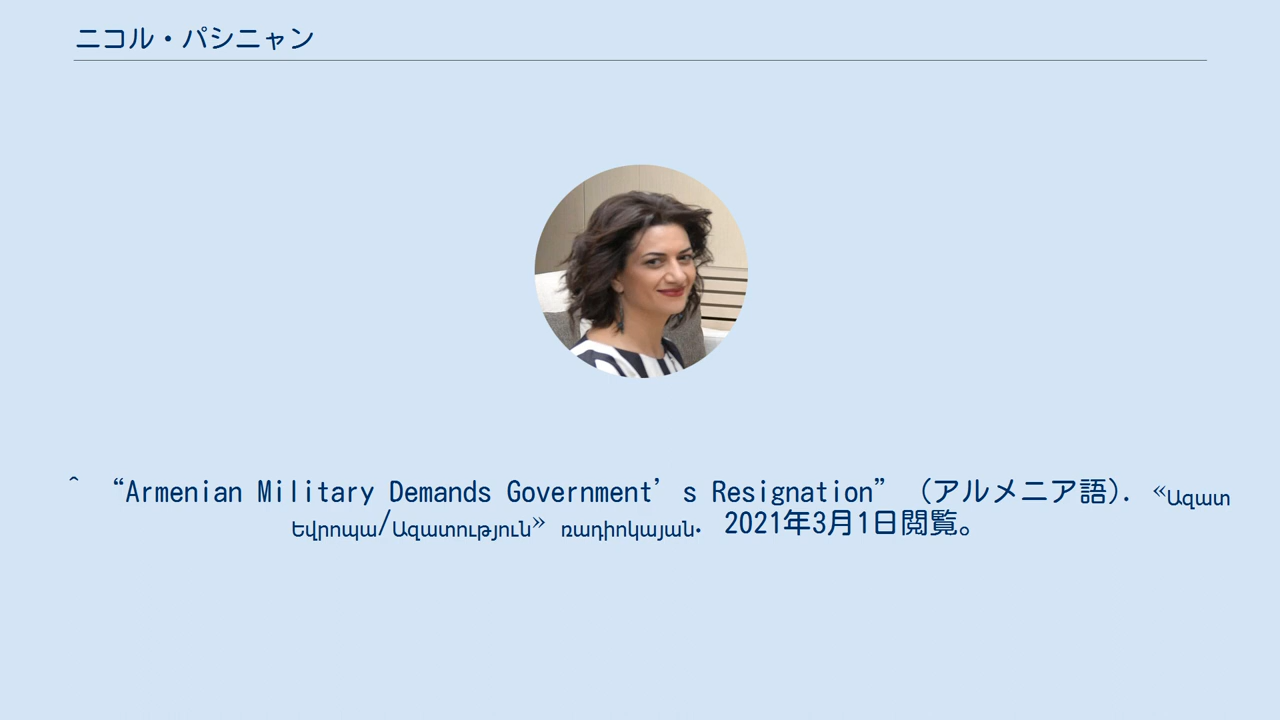 ニコル・パシニャン
^ “Armenian Military Demands Government’s Resignation” (アルメニア語). «Ազատ
Եվրոպա/Ազատություն» ռադիոկայան. 2021年3月1日閲覧。